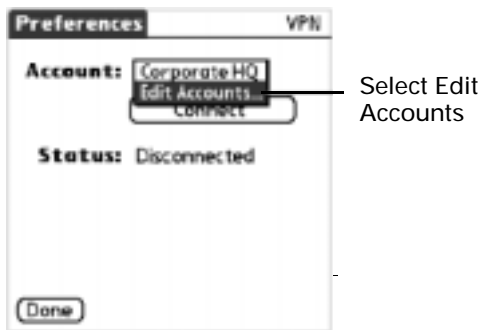 Preferences VPN
Account: Corporate HQ
Edit Accounts...
Connect
Select Edit
Accounts
Status: Disconnected
Done